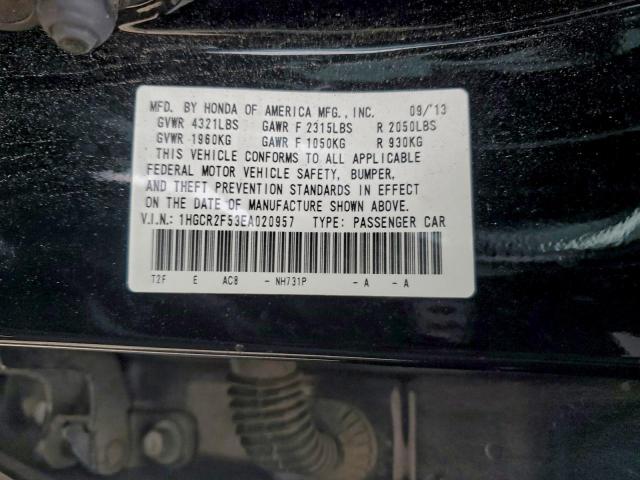 MFD. BY HONDA OF AMERICA MFG., INC. 09/'13
GVWR 4321LBS GAWR F 2315LBS R 2050LBS
GVWR 1960KG GAWR F 1050KG R 930KG
THIS VEHICLE CONFORMS TO ALL APPLICABLE
FEDERAL MOTOR VEHICLE SAFETY, BUMPER,
AND THEFT PREVENTION STANDARDS IN EFFECT
ON THE DATE OF MANUFACTURE SHOWN ABOVE.
V.I.N.: 1HGCR2F53EA020957 TYPE: PASSENGER CAR
T2F E AC8 - NH731P - A - A